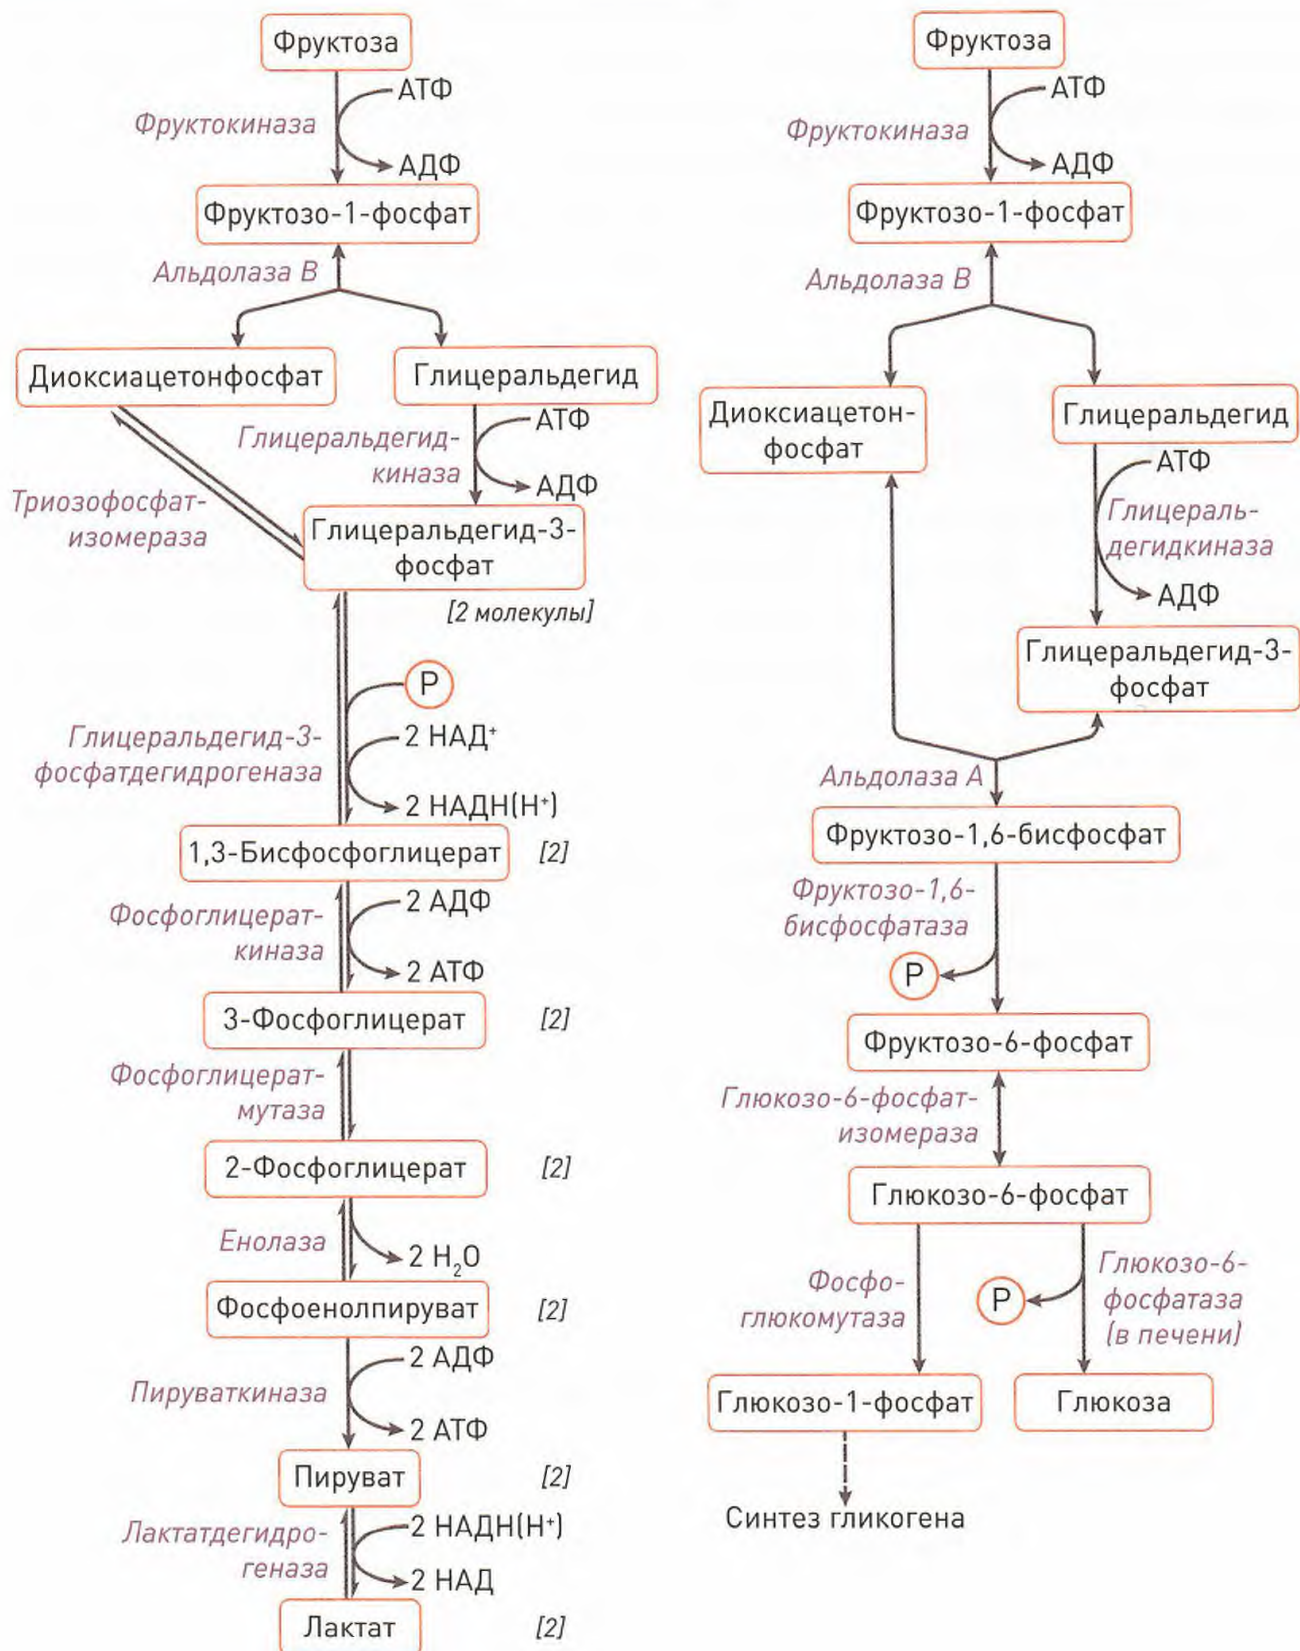 Фруктоза
АТФ
Фруктокиназа
АДФ
Фруктозо-1-фосфат
Альдолаза B
Диоксиацетонфосфат
Глицеральдегид
АТФ
Глицеральдегид-
киназа
АДФ
Триозофосфат-
изомераза
Глицеральдегид-3-
фосфат
[2 молекулы]
P
Глицеральдегид-3-
фосфатдегидрогеназа
2 НАД⁺
2 НАДН(Н⁺)
1,3-Бисфосфоглицерат [2]
Фосфоглицерат-
киназа
2 АДФ
2 АТФ
3-Фосфоглицерат [2]
Фосфоглицерат-
мутаза
2-Фосфоглицерат [2]
Енолаза
2 H₂O
Фосфоенолпируват [2]
2 АДФ
Пируваткиназа
2 АТФ
Пируват [2]
Лактатдегидро-
геназа
2 НАДН(Н⁺)
2 НАД
Лактат [2]
Фруктоза
АТФ
Фруктокиназа
АДФ
Фруктозо-1-фосфат
Альдолаза B
Диоксиацетон-
фосфат
Глицеральдегид
АТФ
Глицераль-
дегидкиназа
АДФ
Глицеральдегид-3-
фосфат
Альдолаза A
Фруктозо-1,6-бисфосфат
Фруктозо-1,6-
бисфосфатаза
P
Фруктозо-6-фосфат
Глюкозо-6-фосфат-
изомераза
Глюкозо-6-фосфат
Фосфо-
глюкомутаза
P
Глюкозо-6-
фосфатаза
(в печени)
Глюкозо-1-фосфат
Глюкоза
Синтез гликогена